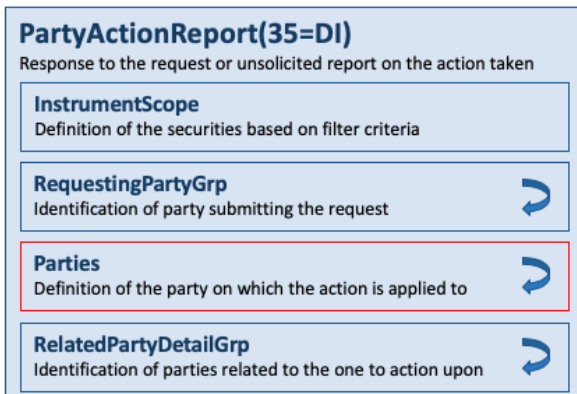 PartyActionReport(35=DI)
Response to the request or unsolicited report on the action taken
InstrumentScope
Definition of the securities based on filter criteria
RequestingPartyGrp
Identification of party submitting the request
Parties
Definition of the party on which the action is applied to
RelatedPartyDetailGrp
Identification of parties related to the one to action upon